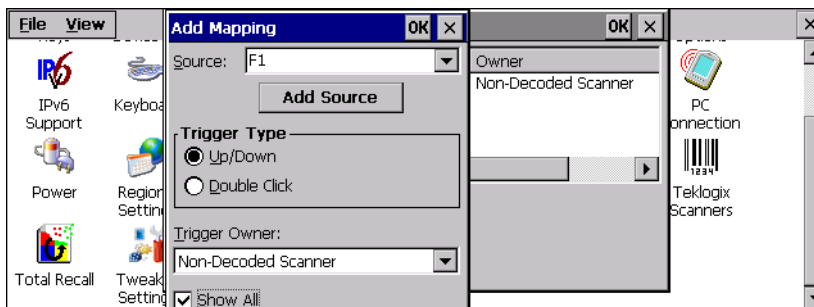 File View
Add Mapping OK
OK
Source: F1
Owner
Non-Decoded Scanner
Add Source
IPv6
Support
PC
Trigger Type
Up/Down
Double Click
1234
Power
Teklogix
Scanners
Trigger Owner:
Non-Decoded Scanner
Total Recall
Show All